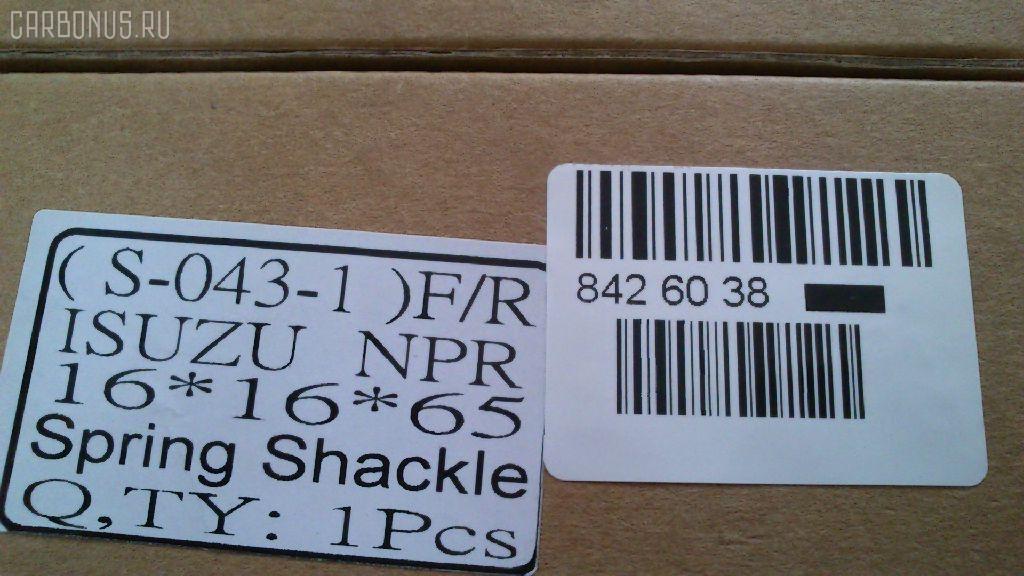 CARBONUS.RU
( S-043-1 )F/R
ISUZU NPR
16*16*65
Spring Shackle
Q,TY: 1Pcs
842 60 38